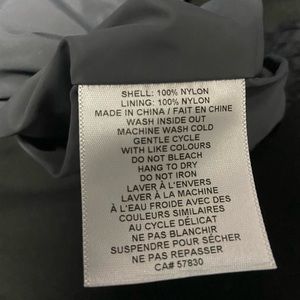 SHELL: 100% NYLON
LINING: 100% NYLON
MADE IN CHINA / FAIT EN CHINE
WASH INSIDE OUT
MACHINE WASH COLD
GENTLE CYCLE
WITH LIKE COLOURS
DO NOT BLEACH
HANG TO DRY
DO NOT IRON
LAVER À L'ENVERS
LAVER À LA MACHINE
À L'EAU FROIDE AVEC DES
COULEURS SIMILAIRES
AU CYCLE DÉLICAT
NE PAS BLANCHIR
SUSPENDRE POUR SÉCHER
NE PAS REPASSER
CA# 57830